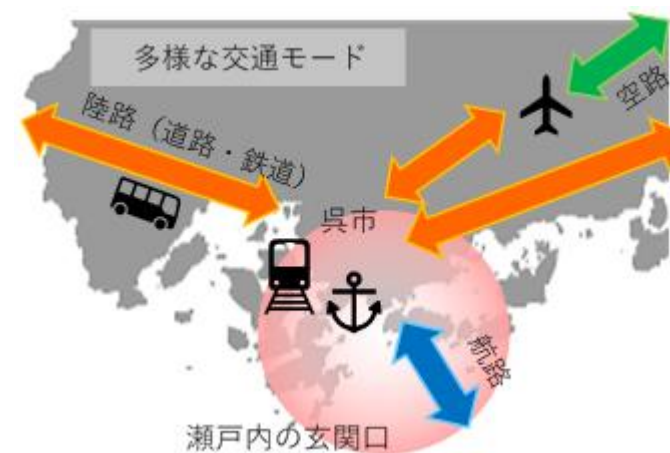 多様な交通モード
空路
陸路（道路・鉄道）
呉市
航路
瀬戸内の玄関口